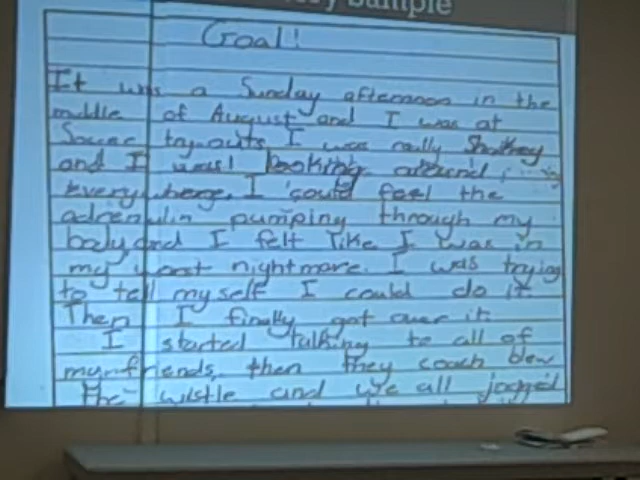 Sample
Goal!
It was a Sunday afternoon in the
middle of August and I was at
Soccer tryouts I was really Shakey
and I was looking around,
everywhere, I could feel the
adrenulin pumping through my
body, and I felt like I was in
my worst nightmare. I was trying
to tell myself I could do it.
Then I finally got over it.
I started talking to all of
my friends, then they coach blew
the wistle and we all jogged